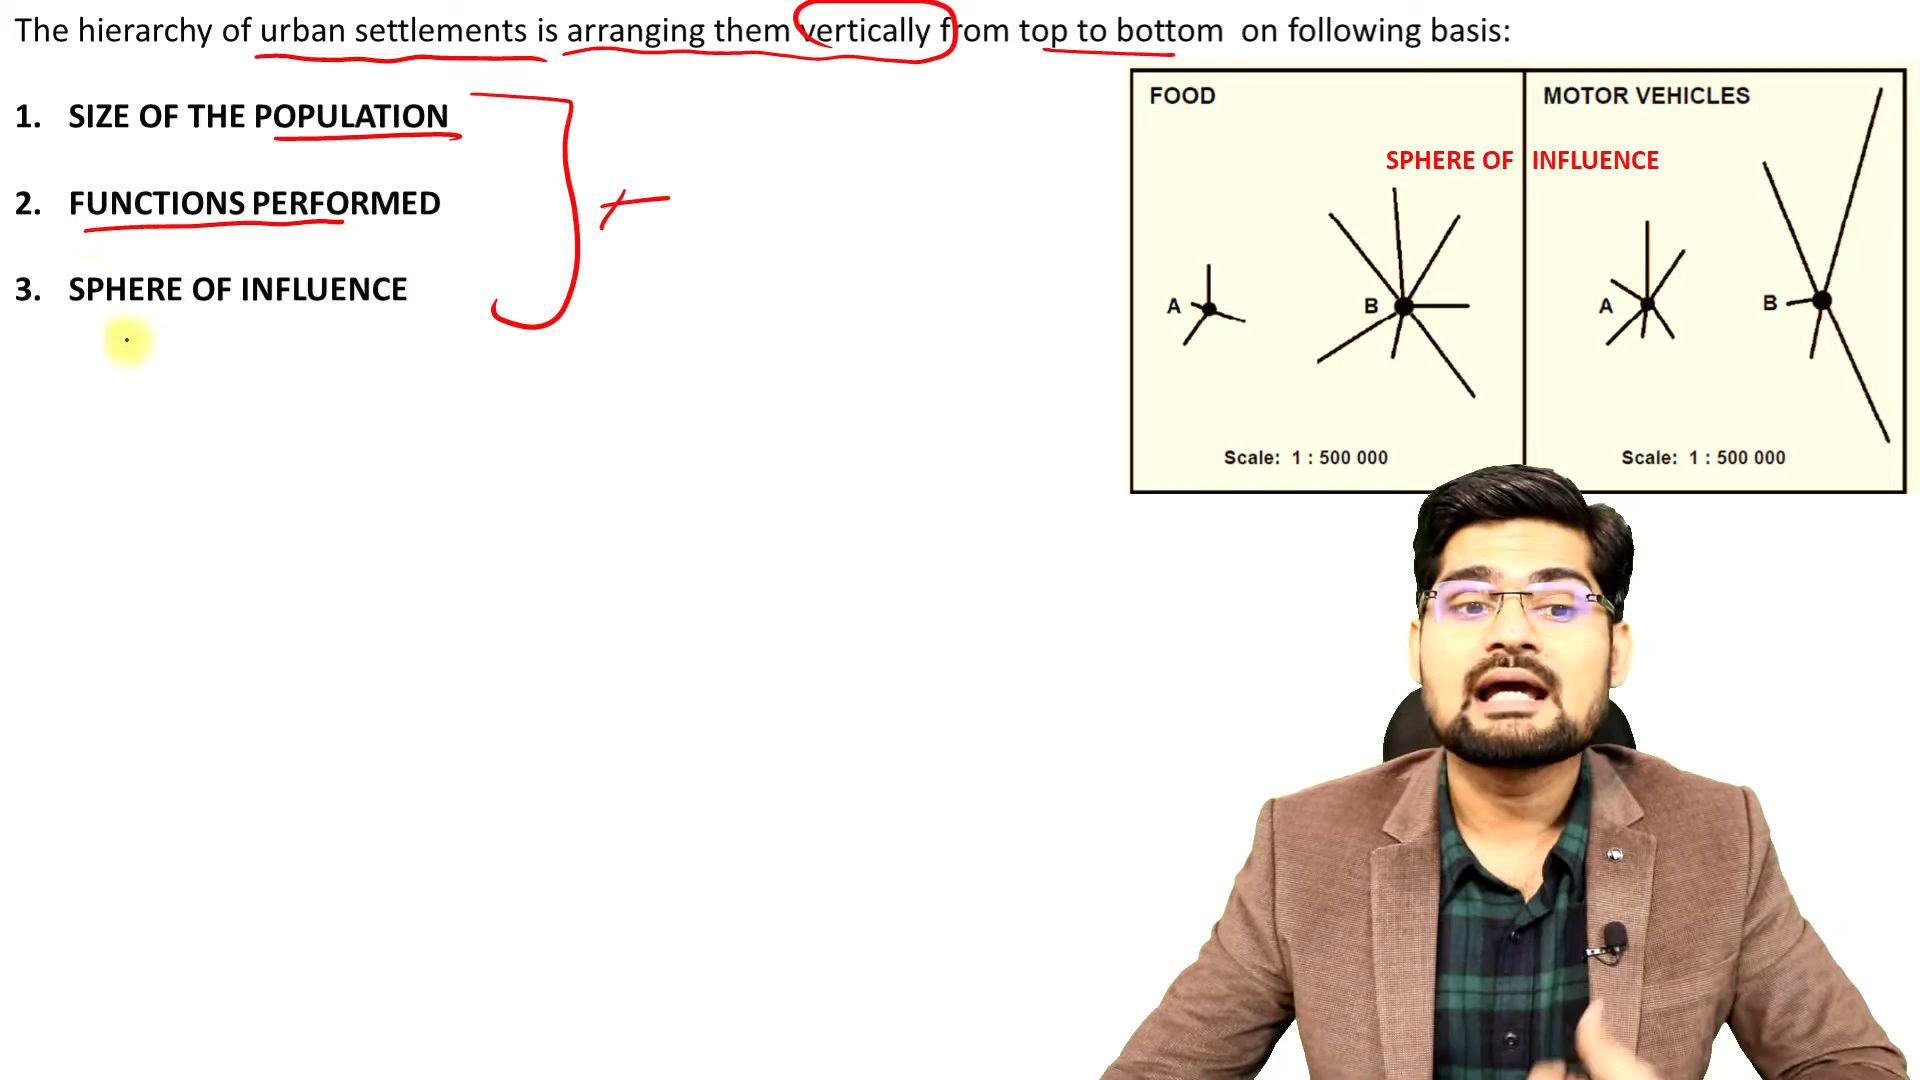 The hierarchy of urban settlements is arranging them vertically from top to bottom on following basis:
1. SIZE OF THE POPULATION
2. FUNCTIONS PERFORMED
3. SPHERE OF INFLUENCE
FOOD
MOTOR VEHICLES
SPHERE OF INFLUENCE
A
B
A
B
Scale: 1 : 500 000
Scale: 1 : 500 000